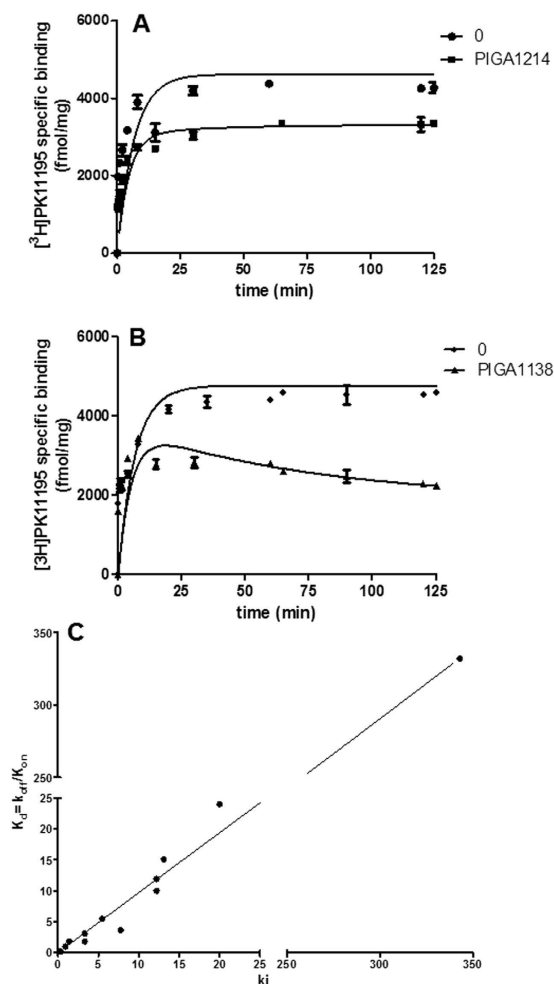 A
0
PIGA1214
[³H]PK11195 specific binding
(fmol/mg)
6000
4000
2000
0
0 25 50 75 100 125
time (min)
B
0
PIGA1138
[3H]PK11195 specific binding
(fmol/mg)
6000
4000
2000
0
0 25 50 75 100 125
time (min)
C
Kd= koff/Kon
350
300
250
25
20
15
10
5
0
0 5 10 15 20 25 250 300 350
ki